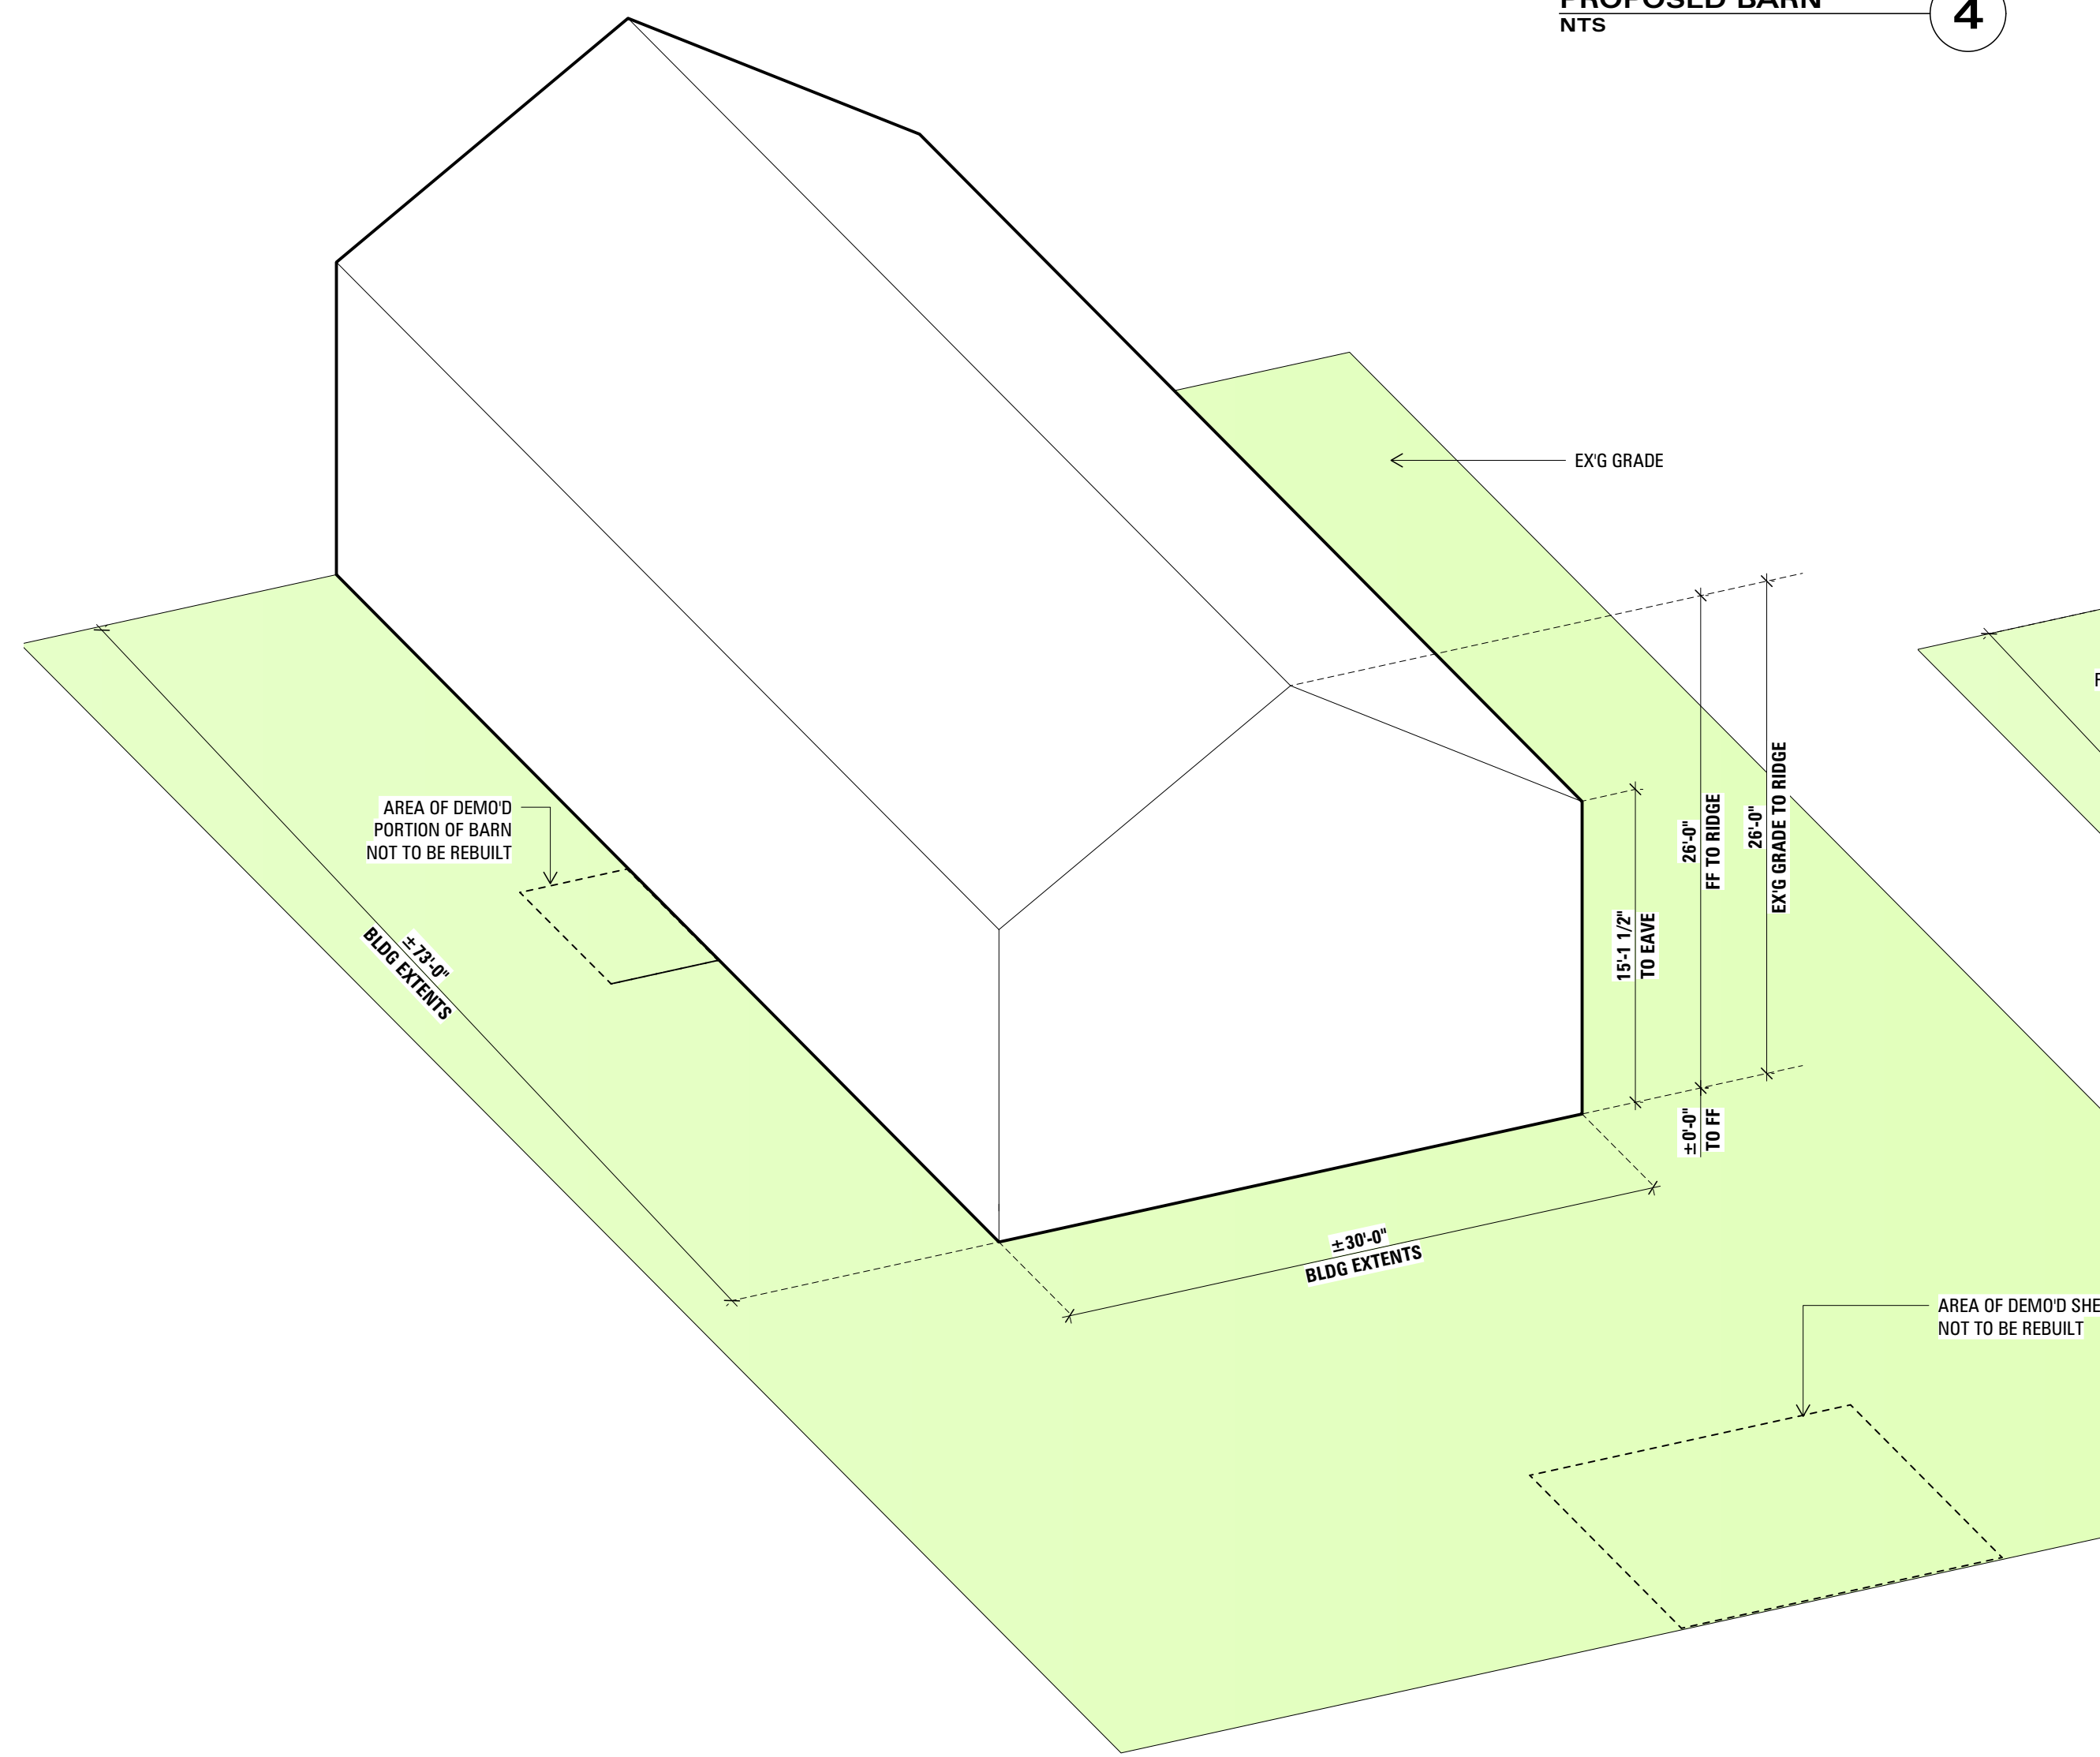 PROPOSED BARN
NTS
4
EX'G GRADE
AREA OF DEMO'D
PORTION OF BARN
NOT TO BE REBUILT
±73'-0"
BLDG EXTENTS
15'-1 1/2"
TO EAVE
26'-0"
FF TO RIDGE
26'-0"
EX'G GRADE TO RIDGE
±0'-0"
TO FF
±30'-0"
BLDG EXTENTS
AREA OF DEMO'D SHE
NOT TO BE REBUILT